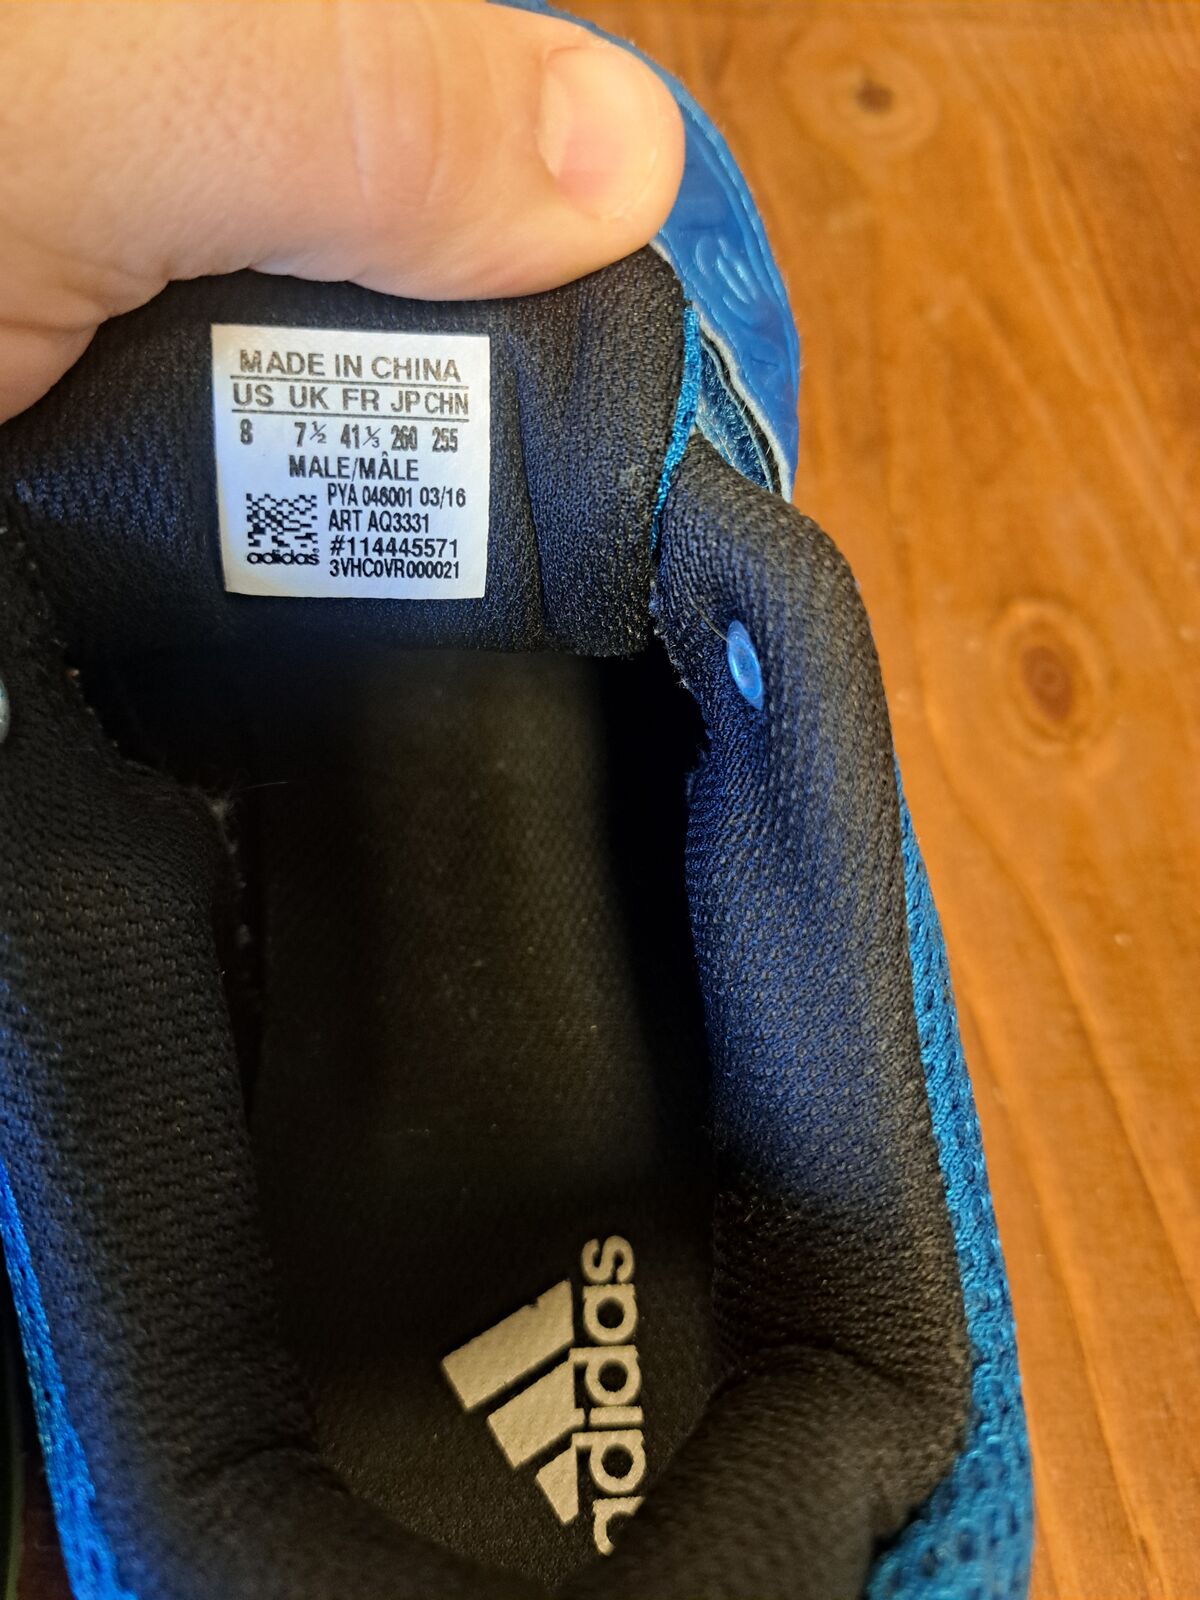 MADE IN CHINA
US UK FR JP CHN
8 7½ 41⅓ 260 255
MALE/MÂLE
PYA 046001 03/16
ART AQ3331
#114445571
3VHC0VR000021
adidas®
adidas